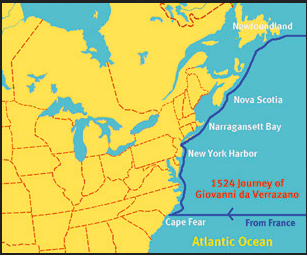 Newfoundland
Nova Scotia
Narragansett Bay
New York Harbor
1524 Journey of
Giovanni da Verrazano
Cape Fear
From France
Atlantic Ocean